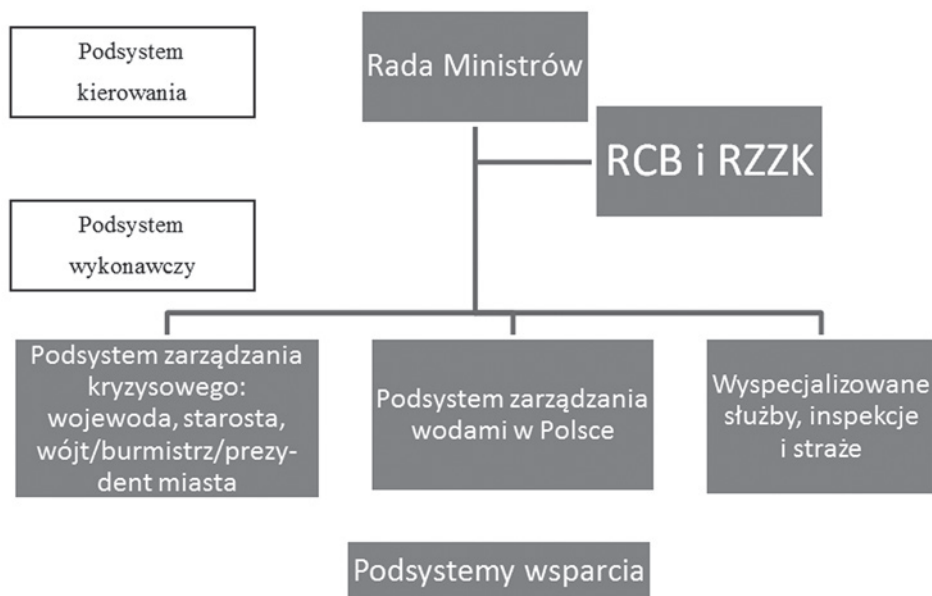 Podsystem
kierowania
Rada Ministrów
RCB i RZZK
Podsystem
wykonawczy
Podsystem zarządzania
kryzysowego:
wojewoda, starosta,
wójt/burmistrz/prezy-
dent miasta
Podsystem zarządzania
wodami w Polsce
Wyspecjalizowane
służby, inspekcje
i straże
Podsystemy wsparcia